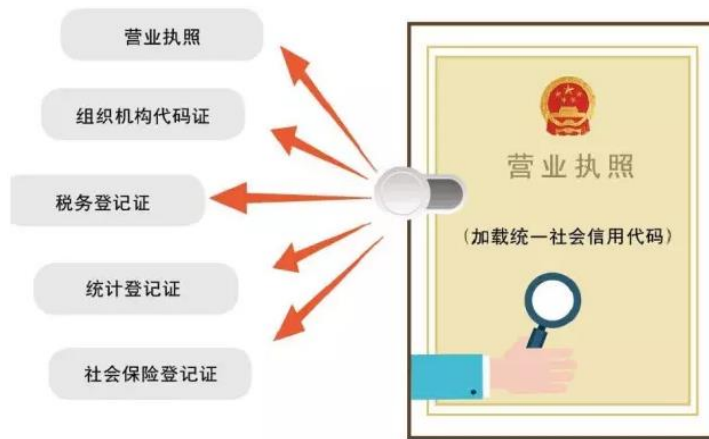 营业执照
组织机构代码证
税务登记证
统计登记证
社会保险登记证
营业执照
（加载统一社会信用代码）